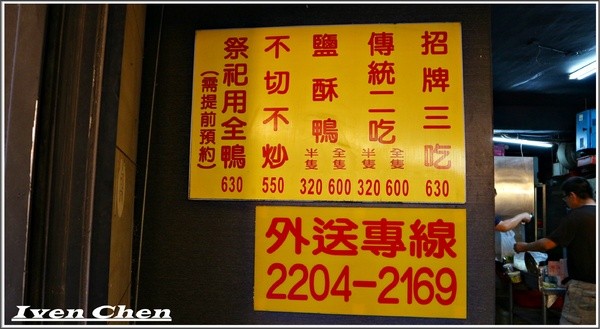 招牌三吃
630
傳統二吃
全隻 半隻
320 600
鹽酥鴨
全隻 半隻
320 600
不切不炒
550
祭祀用全鴨
(需提前預約)
630
外送專線
2204-2169
Iven Chen